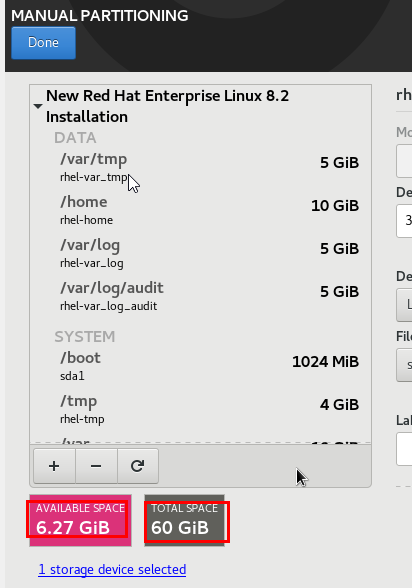 MANUAL PARTITIONING
Done
New Red Hat Enterprise Linux 8.2
Installation
DATA
/var/tmp
5 GiB
rhel-var_tmp
/home
10 GiB
rhel-home
/var/log
5 GiB
rhel-var_log
/var/log/audit
5 GiB
rhel-var_log_audit
SYSTEM
/boot
1024 MiB
sda1
/tmp
4 GiB
rhel-tmp
/var
+ −
AVAILABLE SPACE
6.27 GiB
TOTAL SPACE
60 GiB
1 storage device selected
rh
Mo
De
3
De
L
File
s
Lab